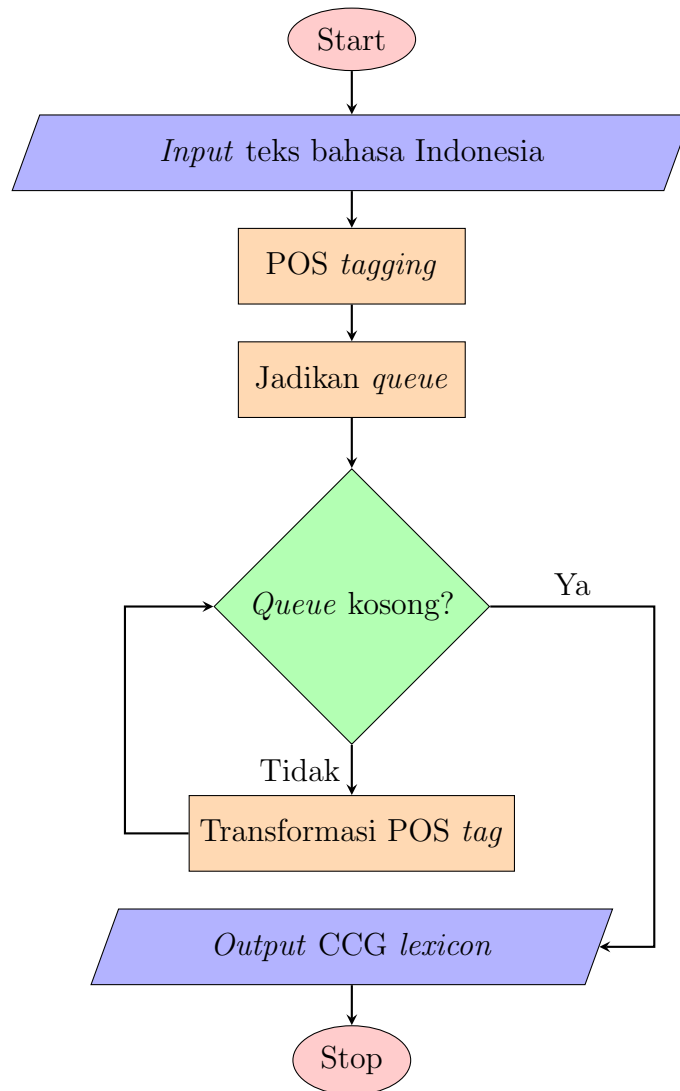 Start
Input teks bahasa Indonesia
POS tagging
Jadikan queue
Queue kosong?
Ya
Tidak
Transformasi POS tag
Output CCG lexicon
Stop